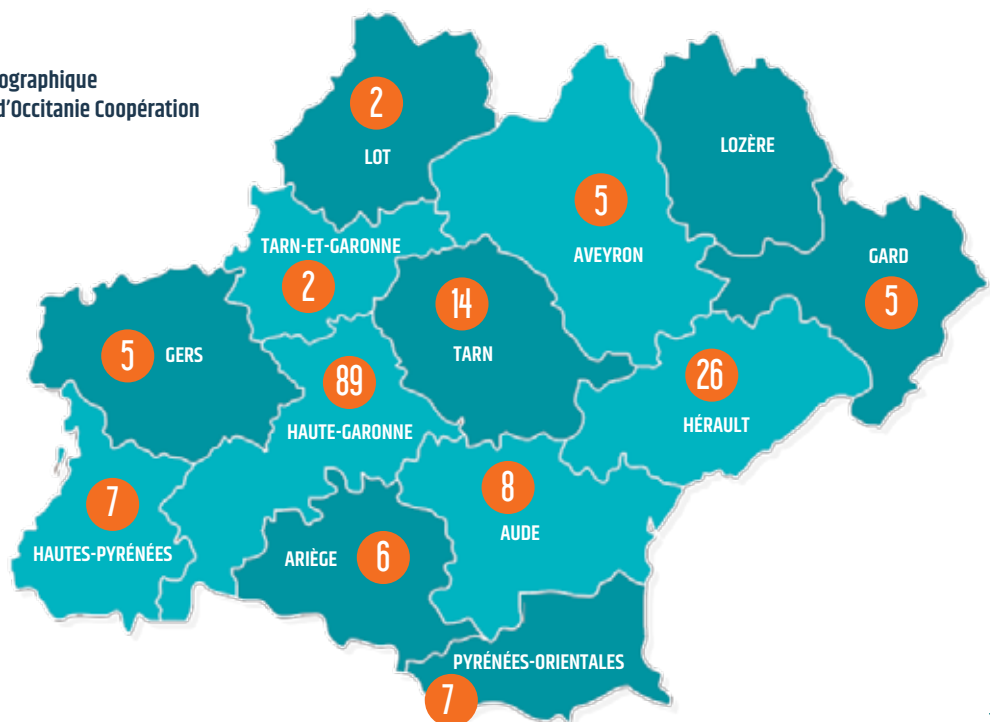 ographique
d'Occitanie Coopération
2
LOT
LOZÈRE
5
AVEYRON
TARN-ET-GARONNE
2
GARD
5
14
TARN
5 GERS
89
HAUTE-GARONNE
26
HÉRAULT
7
HAUTES-PYRÉNÉES
8
AUDE
ARIÈGE 6
PYRÉNÉES-ORIENTALES
7